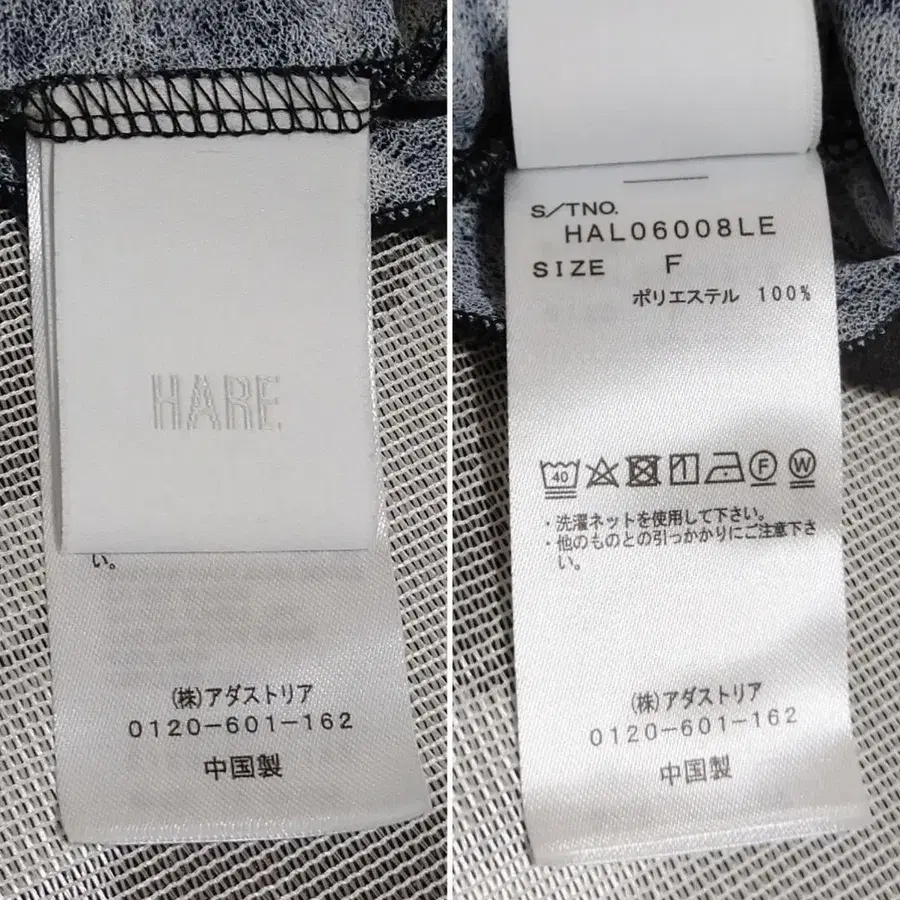 HARE.
い。
(株)アダストリア
0120-601-162
中国製
S/TNO.
HAL06008LE
SIZE F
ポリエステル 100%
40 1 F W
・洗濯ネットを使用して下さい。
・他のものとの引っかかりにご注意下さ
い。
(株)アダストリア
0120-601-162
中国製